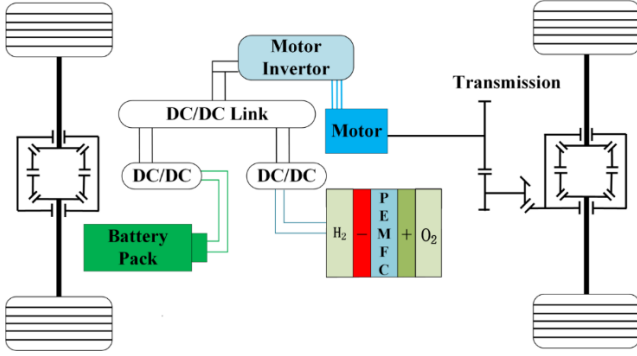 Motor
Invertor
Transmission
DC/DC Link
Motor
DC/DC
DC/DC
Battery
Pack
H₂
−
P
E
M
F
C
+
O₂